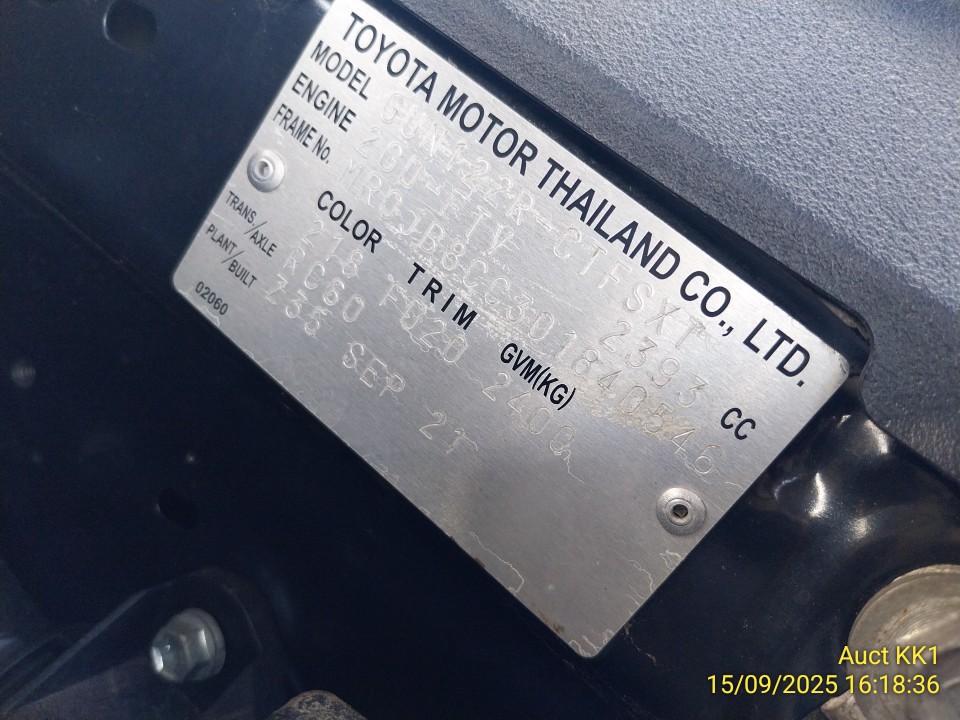 TOYOTA MOTOR THAILAND CO., LTD.
MODEL GUN122R-CTFSXT
ENGINE 2GD-FTV 2393 CC
FRAME No. MR0JB8CC301840546
COLOR TRIM GVM(KG)
218 FB20 2400
TRANS/AXLE RC60
PLANT/BUILT Z35 SEP 21
02060
Auct KK1
15/09/2025 16:18:36